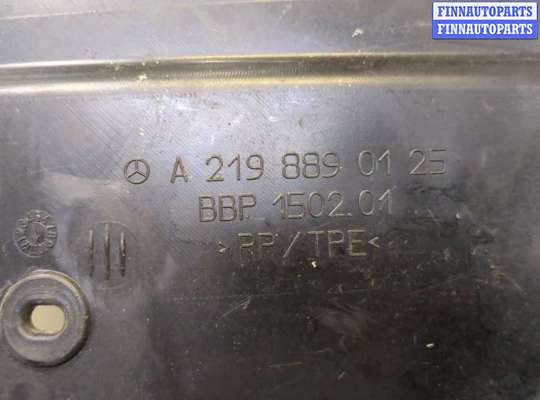 FINNAUTOPARTS
FINNAUTOPARTS
A 219 889 01 25
BBP 1502.01
>PP/TPE<